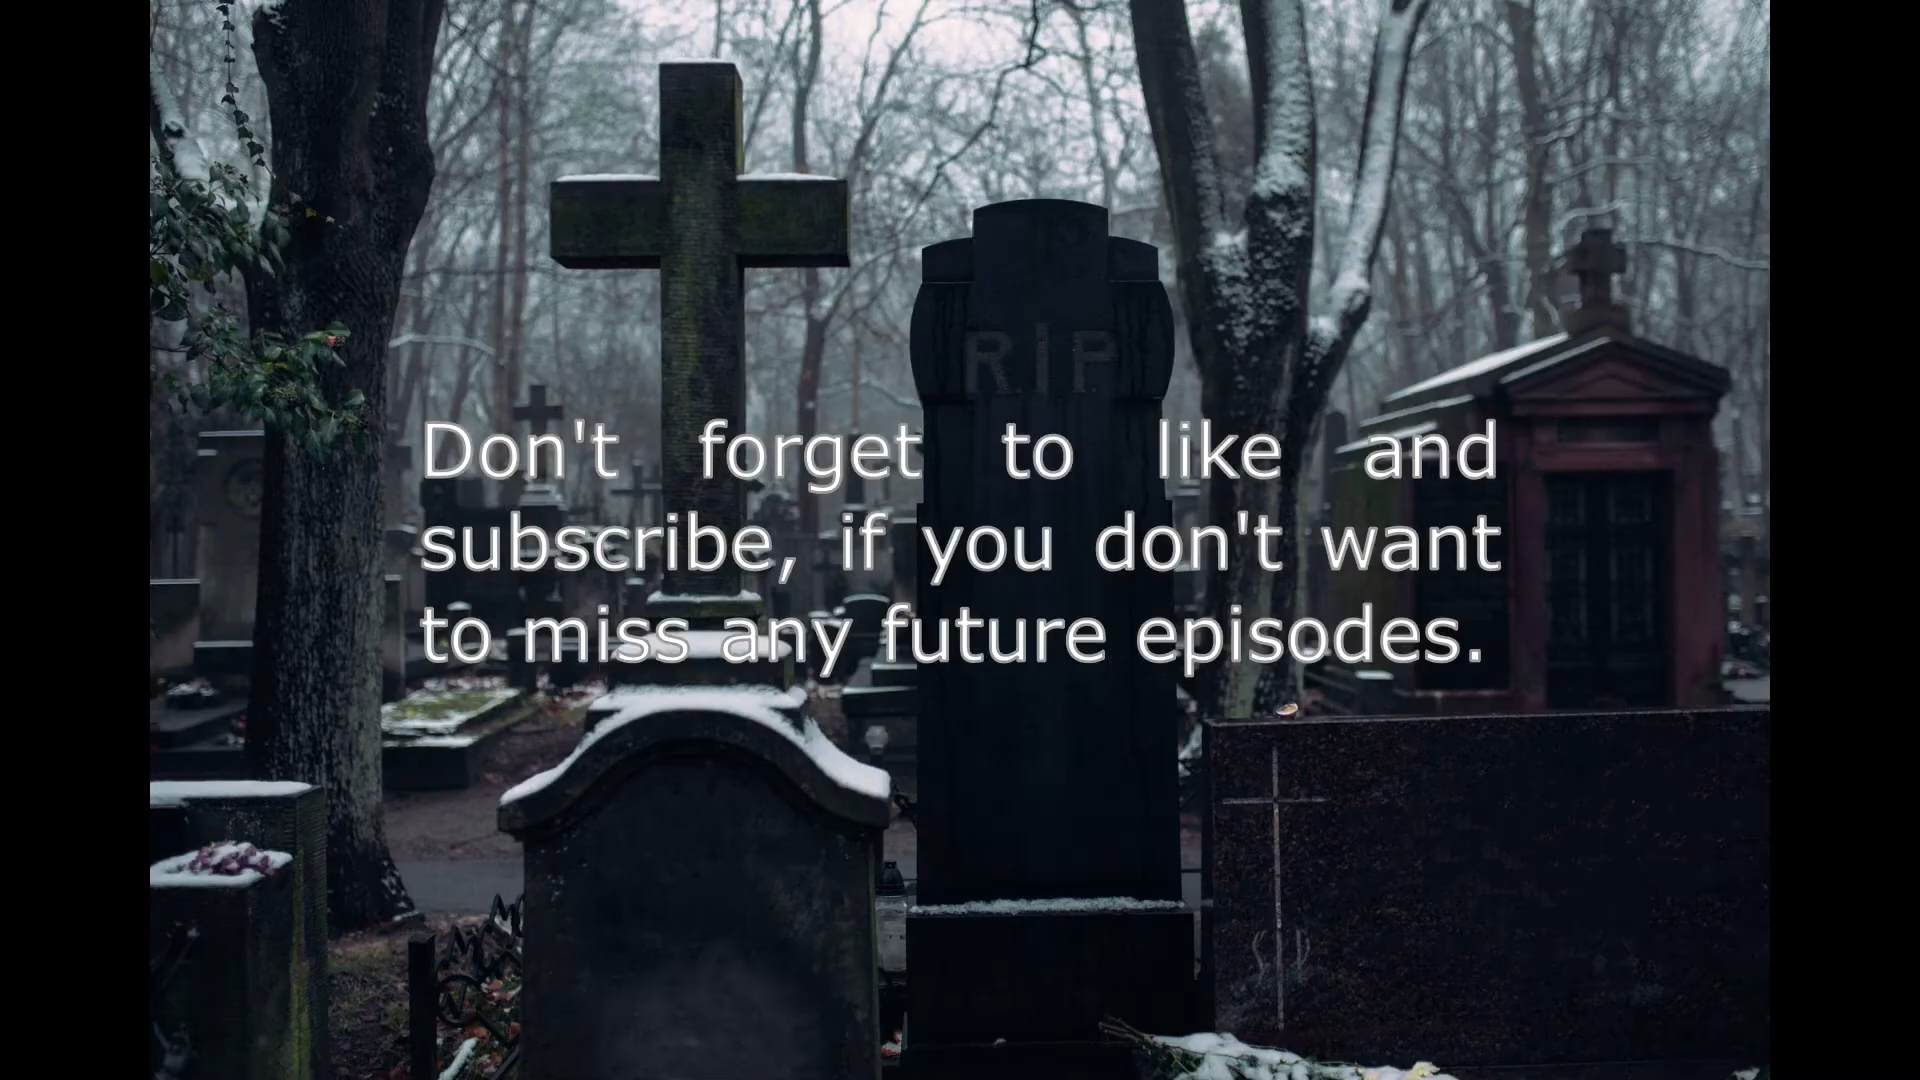 RIP
Don't forget to like and
subscribe, if you don't want
to miss any future episodes.